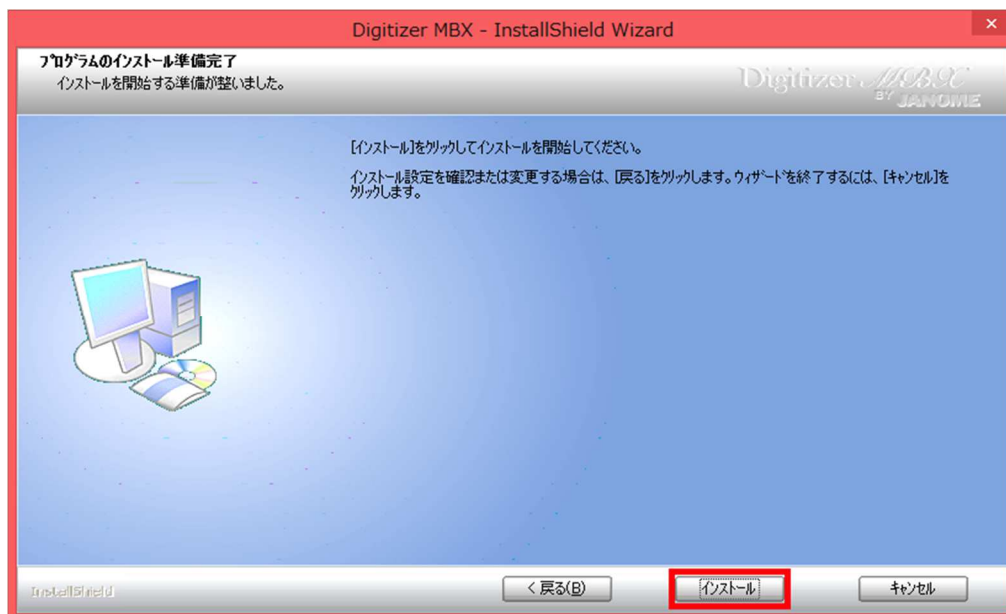 Digitizer MBX - InstallShield Wizard
プログラムのインストール準備完了
インストールを開始する準備が整いました。
Digitizer MBX
BY JANOME
[インストール]をクリックしてインストールを開始してください。
インストール設定を確認または変更する場合は、[戻る]をクリックします。ウィザードを終了するには、[キャンセル]を
クリックします。
InstallShield
< 戻る(B)
インストール
キャンセル